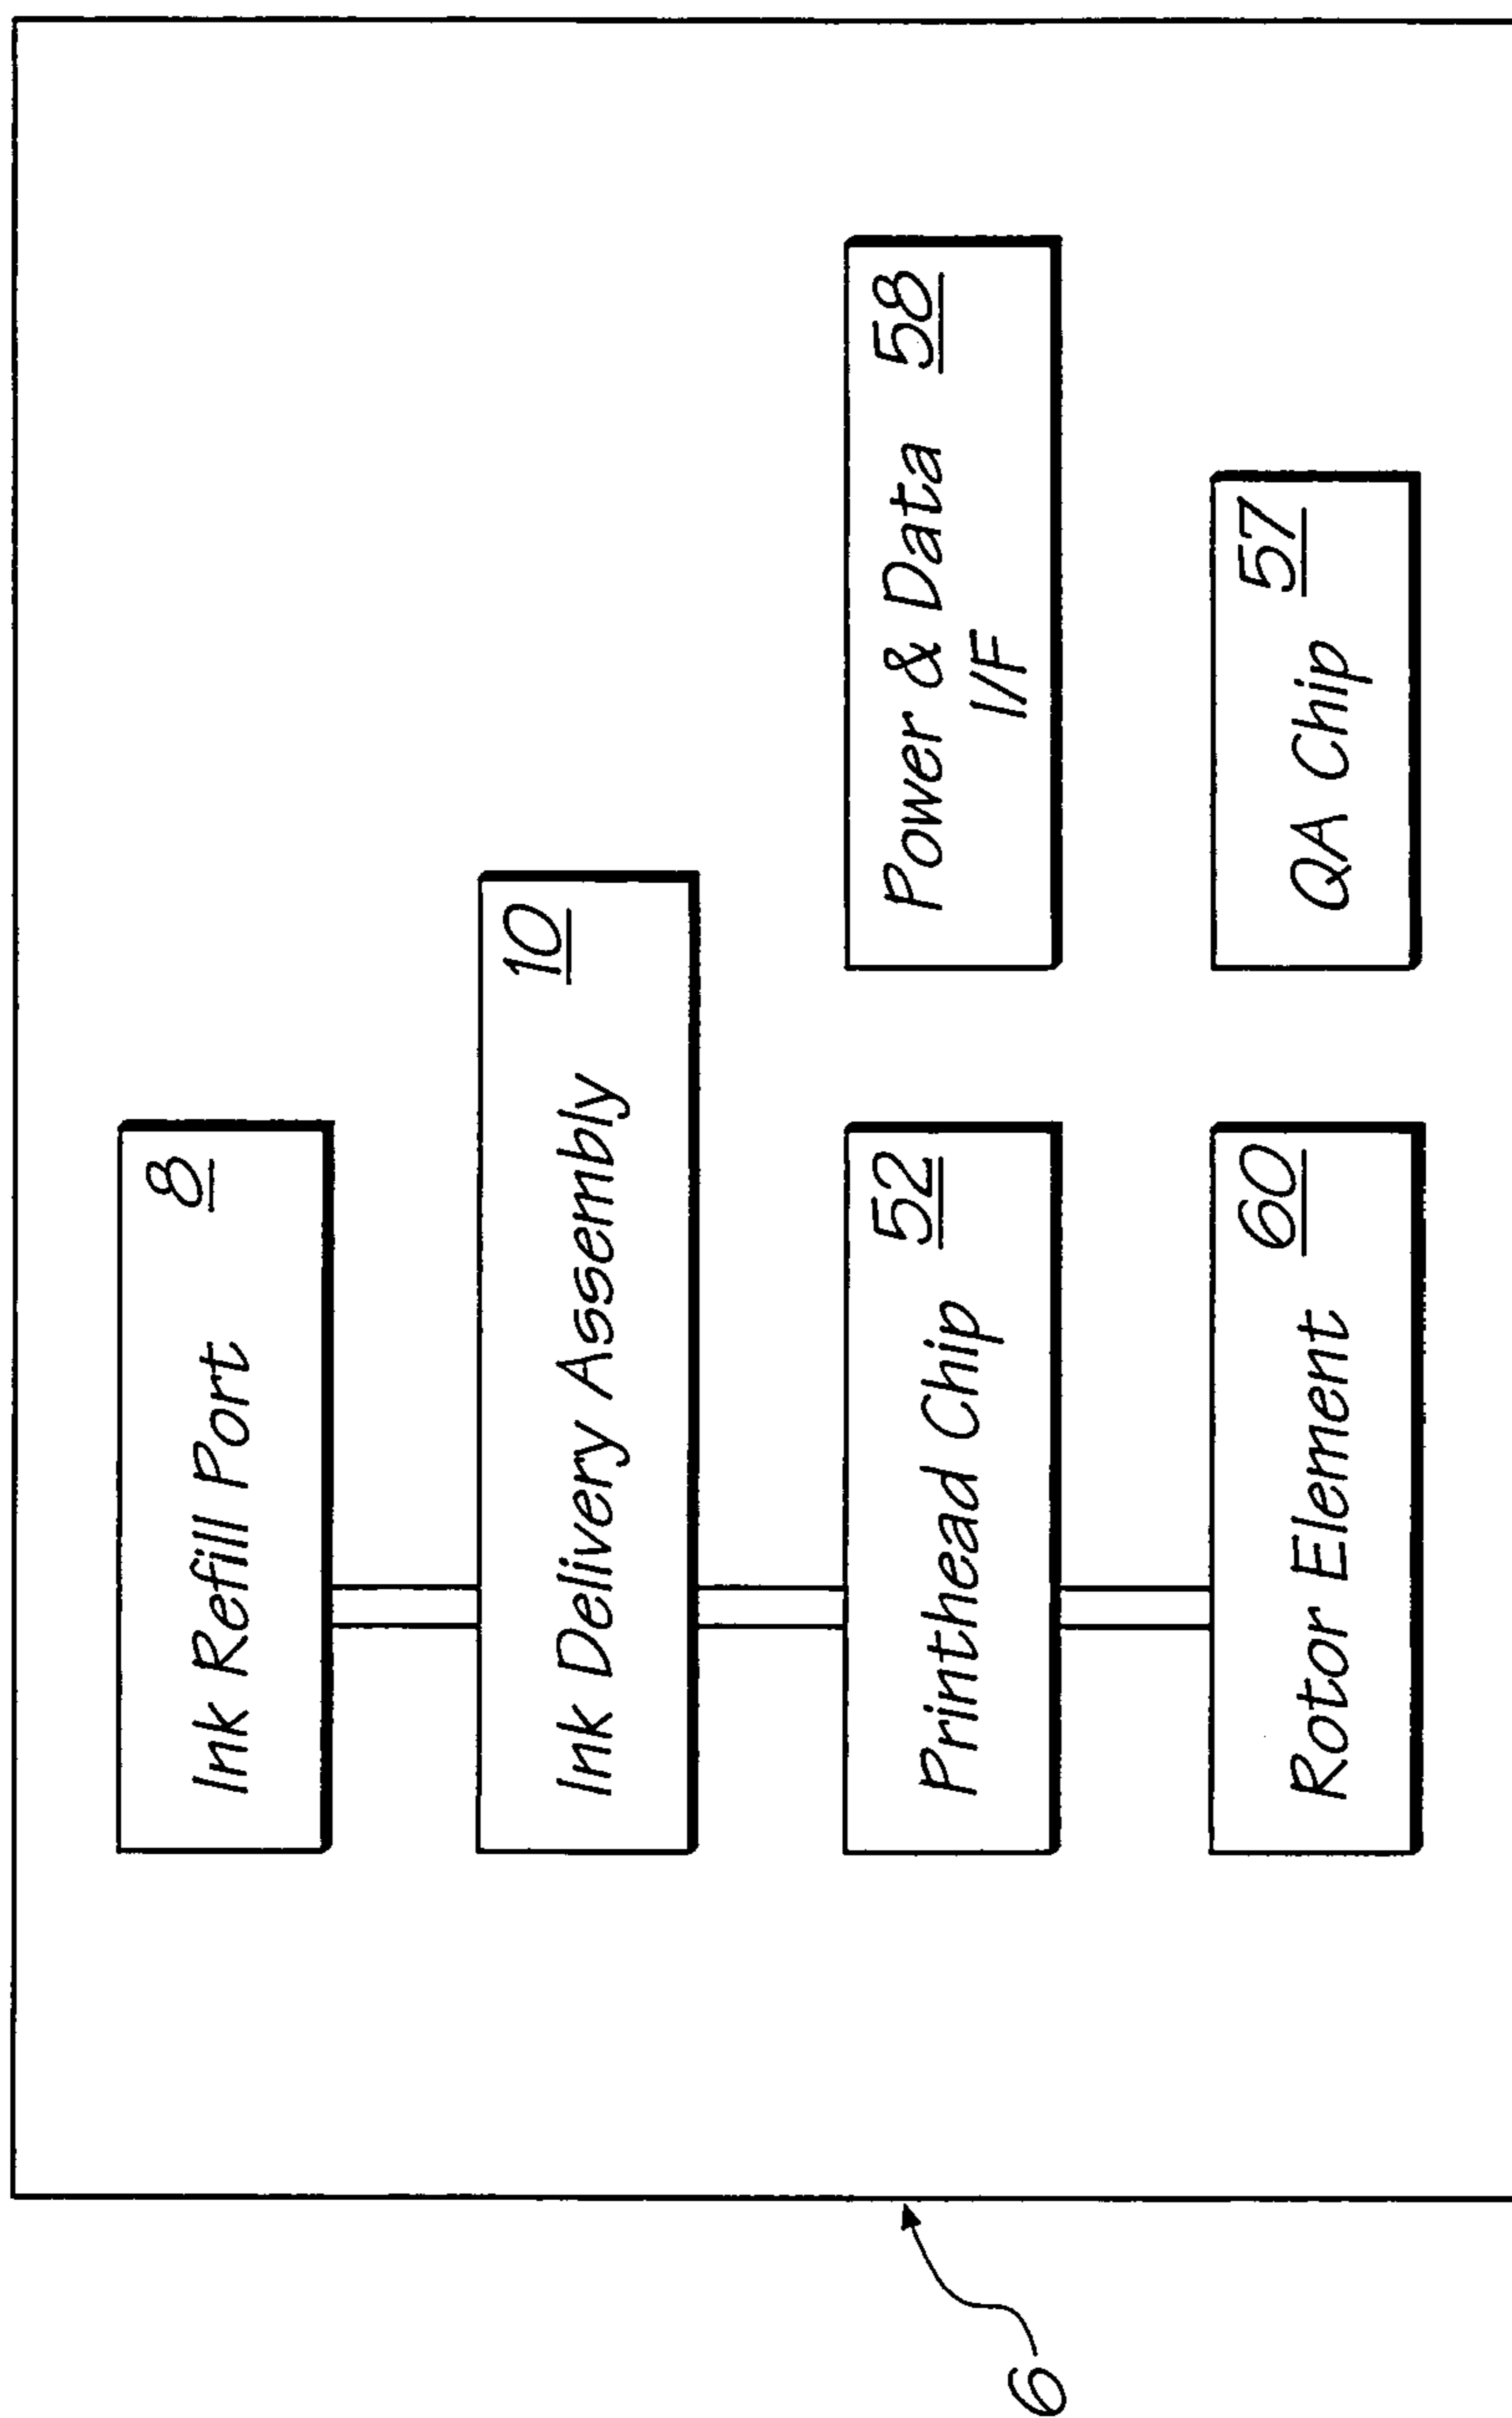 Ink Refill Port 8
Ink Delivery Assembly 10
Printhead Chip 52
Power & Data 58
I/F
Rotor Element 60
QA Chip 57
6